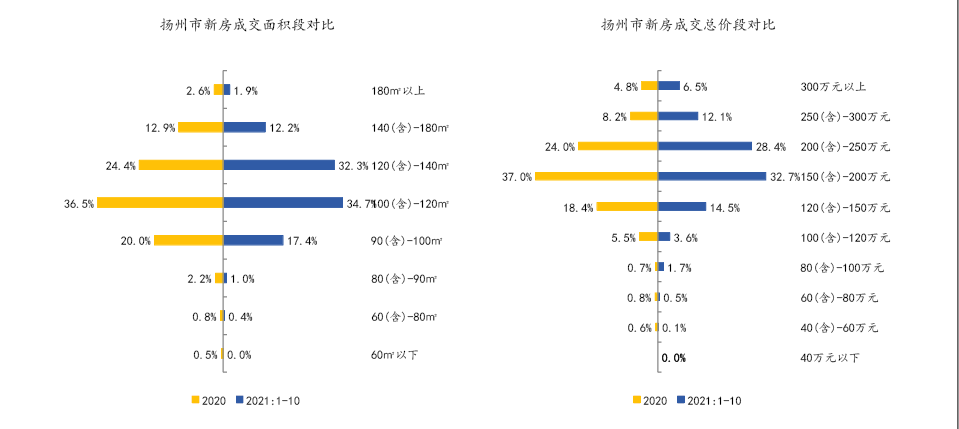 扬州市新房成交面积段对比
2.6% 1.9% 180㎡以上
12.9% 12.2% 140(含)-180㎡
24.4% 32.3% 120(含)-140㎡
36.5% 34.7% 100(含)-120㎡
20.0% 17.4% 90(含)-100㎡
2.2% 1.0% 80(含)-90㎡
0.8% 0.4% 60(含)-80㎡
0.5% 0.0% 60㎡以下
2020 2021:1-10
扬州市新房成交总价段对比
4.8% 6.5% 300万元以上
8.2% 12.1% 250(含)-300万元
24.0% 28.4% 200(含)-250万元
37.0% 32.7% 150(含)-200万元
18.4% 14.5% 120(含)-150万元
5.5% 3.6% 100(含)-120万元
0.7% 1.7% 80(含)-100万元
0.8% 0.5% 60(含)-80万元
0.6% 0.1% 40(含)-60万元
0.0% 40万元以下
2020 2021:1-10